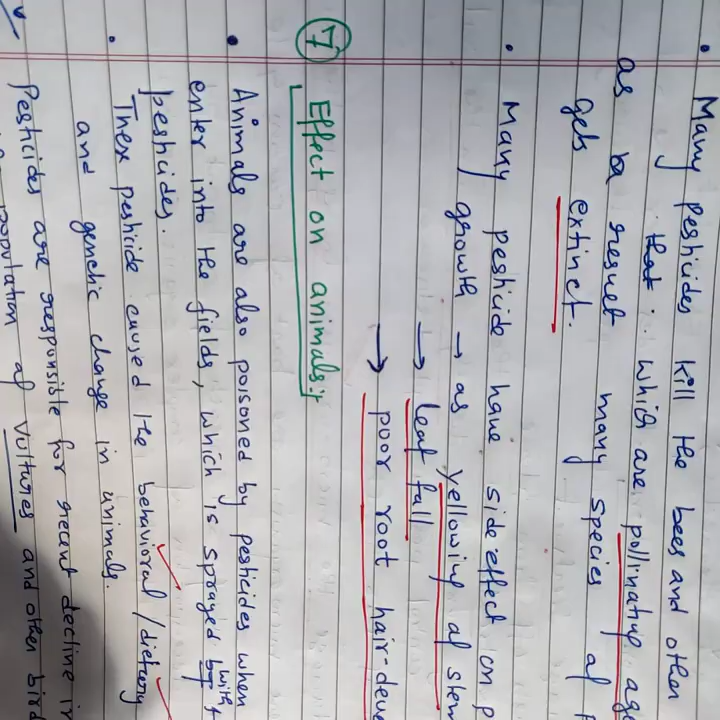 • Many pesticides kill the bees and other
that. which are pollinating ag
as a result many species of
gets extinct.
• Many pesticide have side effect on p
growth → as yellowing of stem
→ leaf fall
→ poor root hair-deve
⑦ Effect on animals:-
• Animals are also poisoned by pesticides when
enter into the fields, which is sprayed with
pesticides.
• These pesticide caused the behavioral / dietary
and genetic change in animals.
Pesticides are responsible for recent decline in
population of vultures and other bird